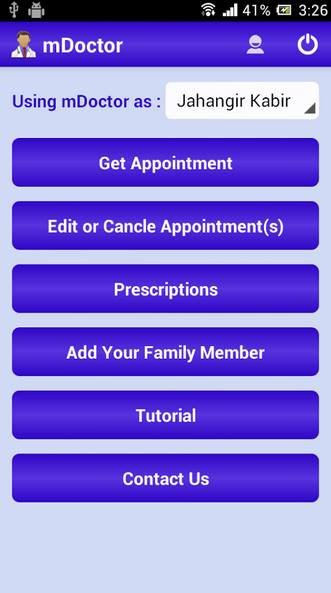 41% 3:26
mDoctor
Using mDoctor as : Jahangir Kabir
Get Appointment
Edit or Cancle Appointment(s)
Prescriptions
Add Your Family Member
Tutorial
Contact Us